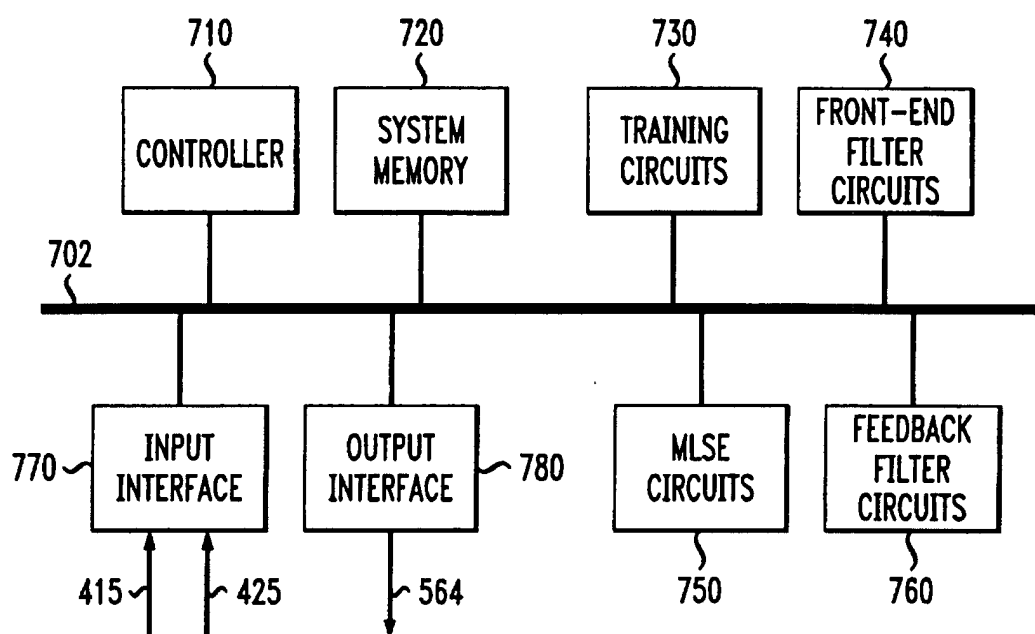 710
720
730
740
CONTROLLER
SYSTEM
MEMORY
TRAINING
CIRCUITS
FRONT-END
FILTER
CIRCUITS
702
770
INPUT
INTERFACE
OUTPUT
INTERFACE
780
MLSE
CIRCUITS
FEEDBACK
FILTER
CIRCUITS
415
425
564
750
760